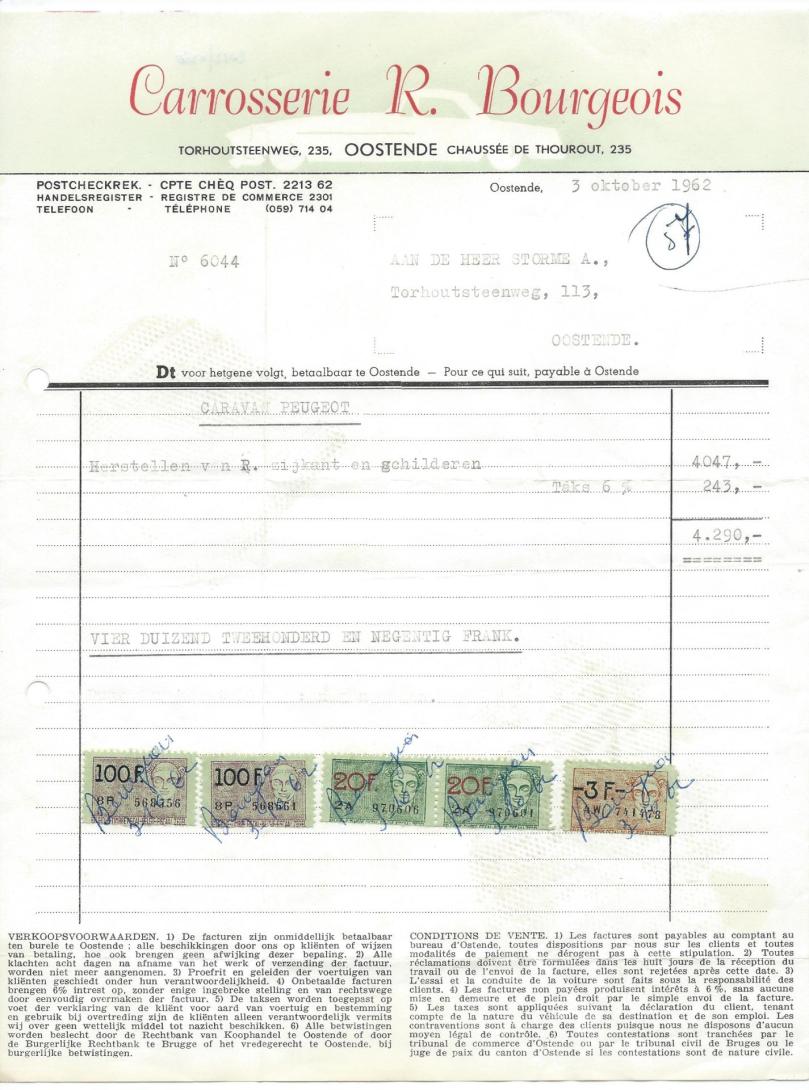 Carrosserie R. Bourgeois
TORHOUTSTEENWEG, 235, OOSTENDE CHAUSSÉE DE THOUROUT, 235
POSTCHECKREK. - CPTE CHÈQ POST. 2213 62
HANDELSREGISTER - REGISTRE DE COMMERCE 2301
TELEFOON - TÉLÉPHONE (059) 714 04
Oostende, 3 oktober 1962
57
N° 6044
AAN DE HEER STORME A.,
Torhoutsteenweg, 113,
OOSTENDE.
Dt voor hetgene volgt, betaalbaar te Oostende — Pour ce qui suit, payable à Ostende
CARAVAN PEUGEOT
Herstellen van R. zijkant en schilderen 4047,-
Taks 6 % 243,-
4.290,-
========
VIER DUIZEND TWEEHONDERD EN NEGENTIG FRANK.
100F. 100F. 20F. 20F. -3F.-
8P 568556 8P 568561 2A 970606 2A 970601 AW 741478
VERKOOPSVOORWAARDEN. 1) De facturen zijn onmiddellijk betaalbaar
ten burele te Oostende ; alle beschikkingen door ons op kliënten of wijzen
van betaling, hoe ook brengen geen afwijking dezer bepaling. 2) Alle
klachten acht dagen na afname van het werk of verzending der factuur,
worden niet meer aangenomen. 3) Proefrit en geleiden der voertuigen van
kliënten geschiedt onder hun verantwoordelijkheid. 4) Onbetaalde facturen
brengen 6% intrest op, zonder enige ingebreke stelling en van rechtswege
door eenvoudig overmaken der factuur. 5) De taksen worden toegepast op
voet der verklaring van de kliënt voor aard van voertuig en bestemming
en gebruik bij overtreding zijn de kliënten alleen verantwoordelijk vermits
wij over geen wettelijk middel tot nazicht beschikken. 6) Alle betwistingen
worden beslecht door de Rechtbank van Koophandel te Oostende of door
de Burgerlijke Rechtbank te Brugge of het vredegerecht te Oostende, bij
burgerlijke betwistingen.
CONDITIONS DE VENTE. 1) Les factures sont payables au comptant au
bureau d'Ostende, toutes dispositions par nous sur les clients et toutes
modalités de paiement ne dérogent pas à cette stipulation. 2) Toutes
réclamations doivent être formulées dans les huit jours de la réception du
travail ou de l'envoi de la facture, elles sont rejetées après cette date. 3)
L'essai et la conduite de la voiture sont faits sous la responsabilité des
clients. 4) Les factures non payées produisent intérêts à 6 %, sans aucune
mise en demeure et de plein droit par le simple envoi de la facture.
5) Les taxes sont appliquées suivant la déclaration du client, tenant
compte de la nature du véhicule de sa destination et de son emploi. Les
contraventions sont à charge des clients puisque nous ne disposons d'aucun
moyen légal de contrôle. 6) Toutes contestations sont tranchées par le
tribunal de commerce d'Ostende ou par le tribunal civil de Bruges ou le
juge de paix du canton d'Ostende si les contestations sont de nature civile.